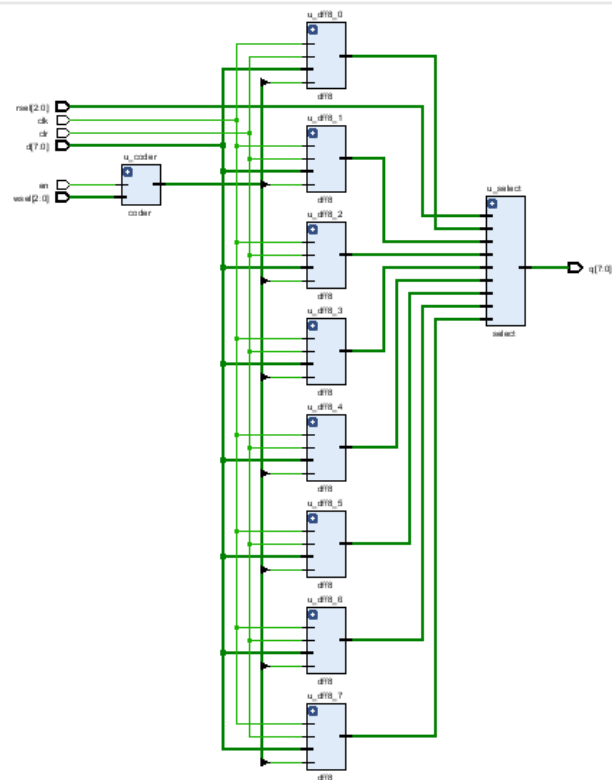 u_dff8_0
dff8
rsel[2:0]
clk
clr
d[7:0]
u_dff8_1
dff8
u_coder
en
wsel[2:0]
coder
u_select
select
q[7:0]
u_dff8_2
dff8
u_dff8_3
dff8
u_dff8_4
dff8
u_dff8_5
dff8
u_dff8_6
dff8
u_dff8_7
dff8